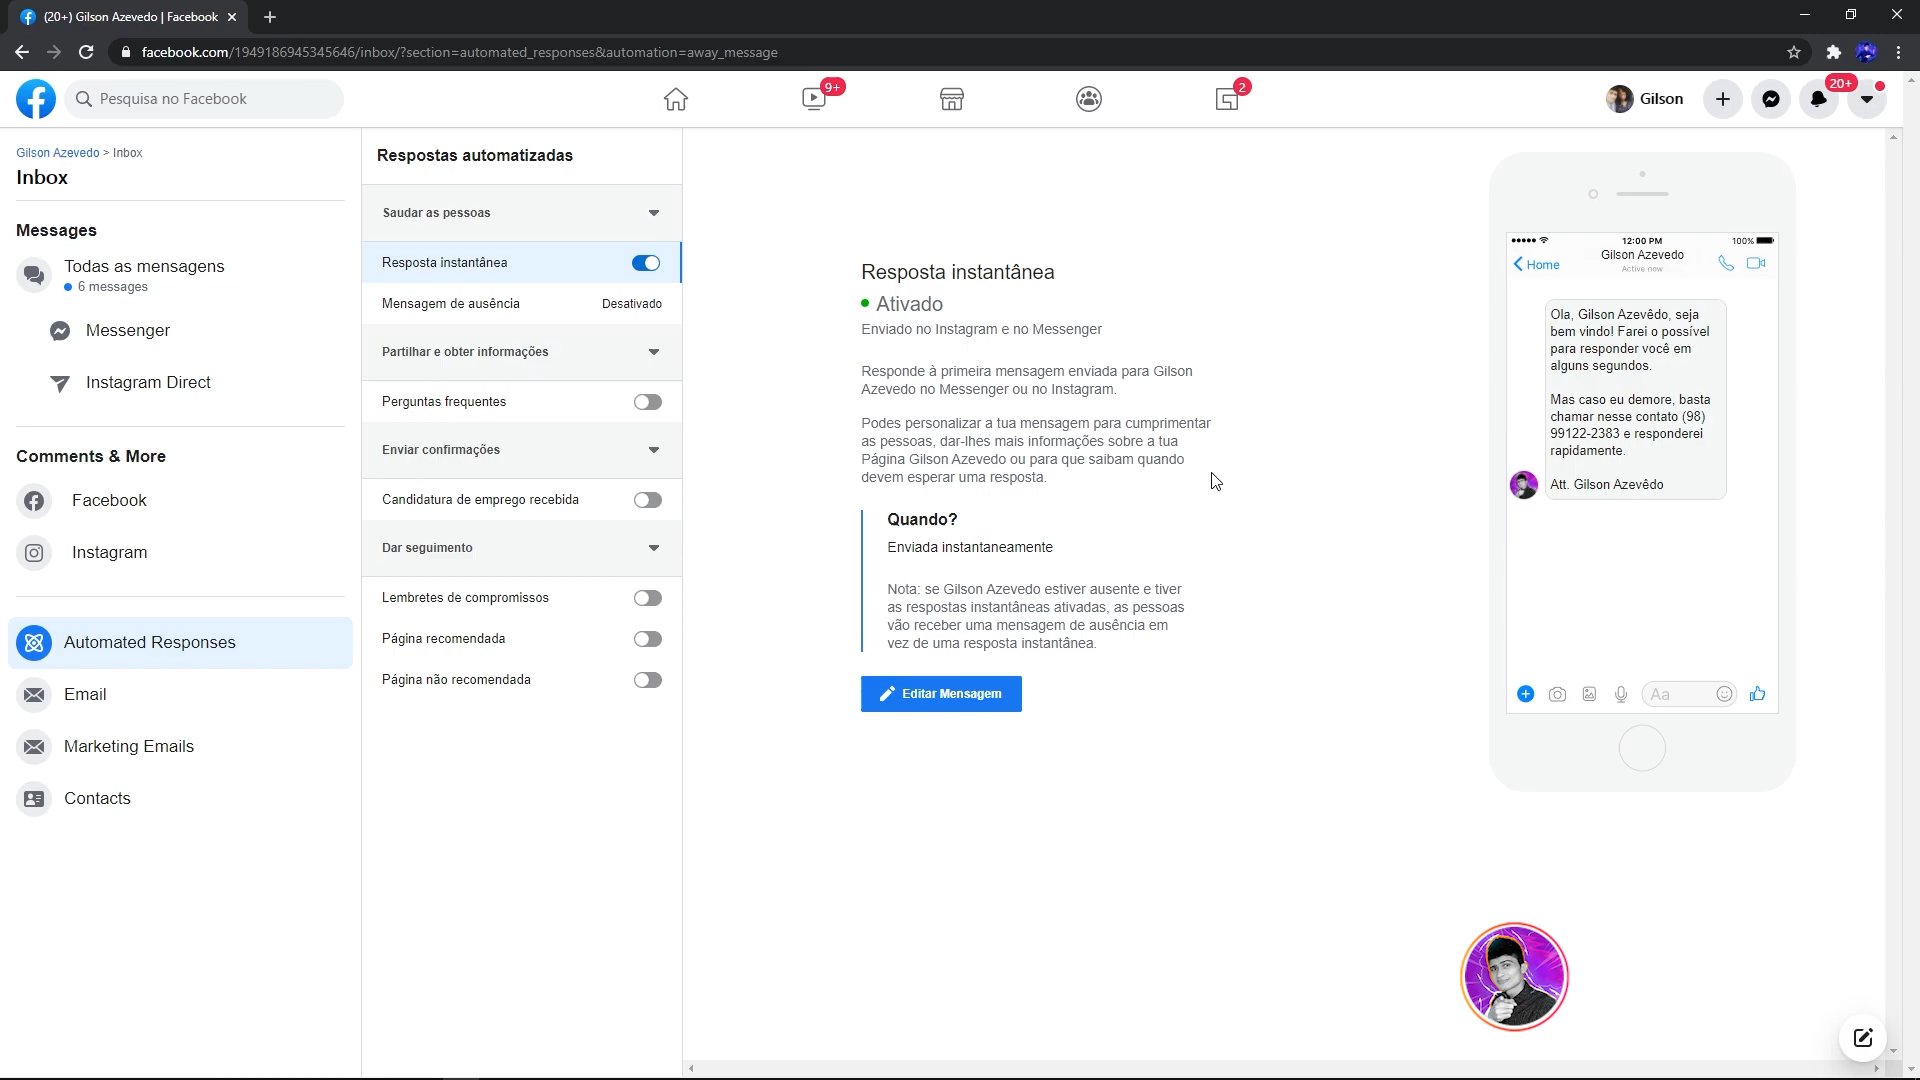 (20+) Gilson Azevedo | Facebook
facebook.com/1949186945345646/inbox/?section=automated_responses&automation=away_message
Pesquisa no Facebook
9+
2
Gilson
20+
Gilson Azevedo > Inbox
Inbox
Messages
Todas as mensagens
6 messages
Messenger
Instagram Direct
Comments & More
Facebook
Instagram
Automated Responses
Email
Marketing Emails
Contacts
Respostas automatizadas
Saudar as pessoas
Resposta instantânea
Mensagem de ausência Desativado
Partilhar e obter informações
Perguntas frequentes
Enviar confirmações
Candidatura de emprego recebida
Dar seguimento
Lembretes de compromissos
Página recomendada
Página não recomendada
Resposta instantânea
Ativado
Enviado no Instagram e no Messenger
Responde à primeira mensagem enviada para Gilson
Azevedo no Messenger ou no Instagram.
Podes personalizar a tua mensagem para cumprimentar
as pessoas, dar-lhes mais informações sobre a tua
Página Gilson Azevedo ou para que saibam quando
devem esperar uma resposta.
Quando?
Enviada instantaneamente
Nota: se Gilson Azevedo estiver ausente e tiver
as respostas instantâneas ativadas, as pessoas
vão receber uma mensagem de ausência em
vez de uma resposta instantânea.
Editar Mensagem
12:00 PM
100%
Home
Gilson Azevedo
Active now
Ola, Gilson Azevêdo, seja
bem vindo! Farei o possível
para responder você em
alguns segundos.
Mas caso eu demore, basta
chamar nesse contato (98)
99122-2383 e responderei
rapidamente.
Att. Gilson Azevêdo
Aa